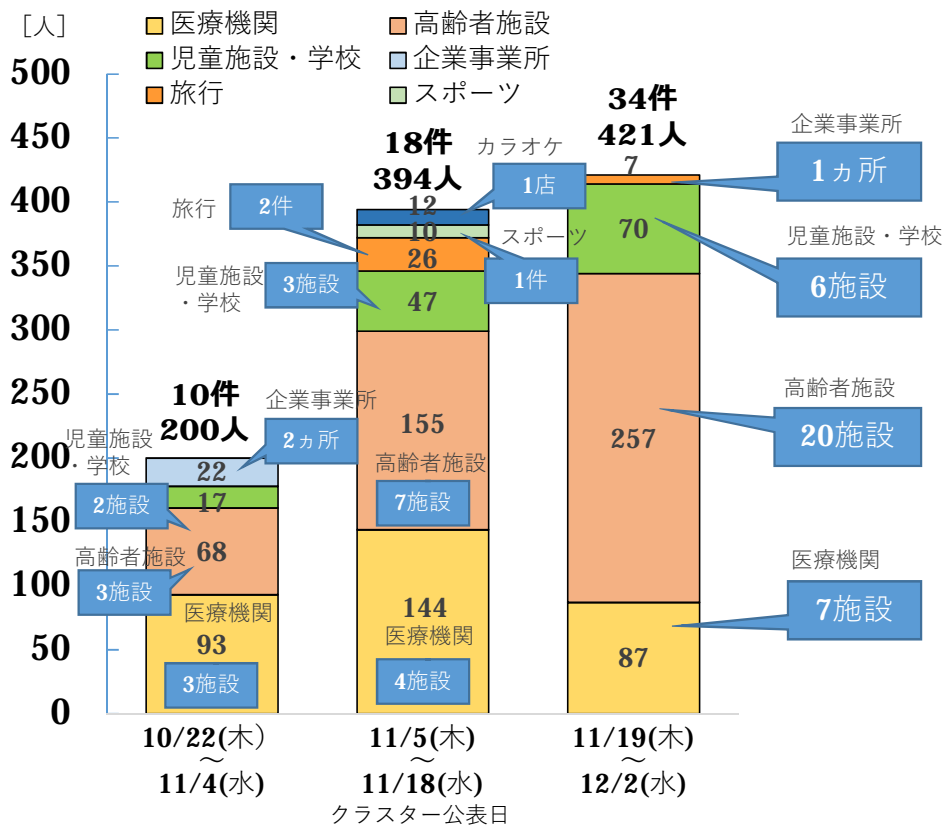 [人]
医療機関
高齢者施設
児童施設・学校
企業事業所
旅行
スポーツ
500
450
400
350
300
250
200
150
100
50
0
10件
200人
企業事業所
2ヵ所
22
児童施設
・学校
2施設
17
高齢者施設
3施設
68
医療機関
93
3施設
18件
394人
カラオケ
1店
12
スポーツ
1件
10
旅行
2件
26
児童施設
・学校
3施設
47
155
高齢者施設
7施設
144
医療機関
4施設
34件
421人
7
企業事業所
1ヵ所
70
児童施設・学校
6施設
257
高齢者施設
20施設
87
医療機関
7施設
10/22(木)
~
11/4(水)
11/5(木)
~
11/18(水)
11/19(木)
~
12/2(水)
クラスター公表日